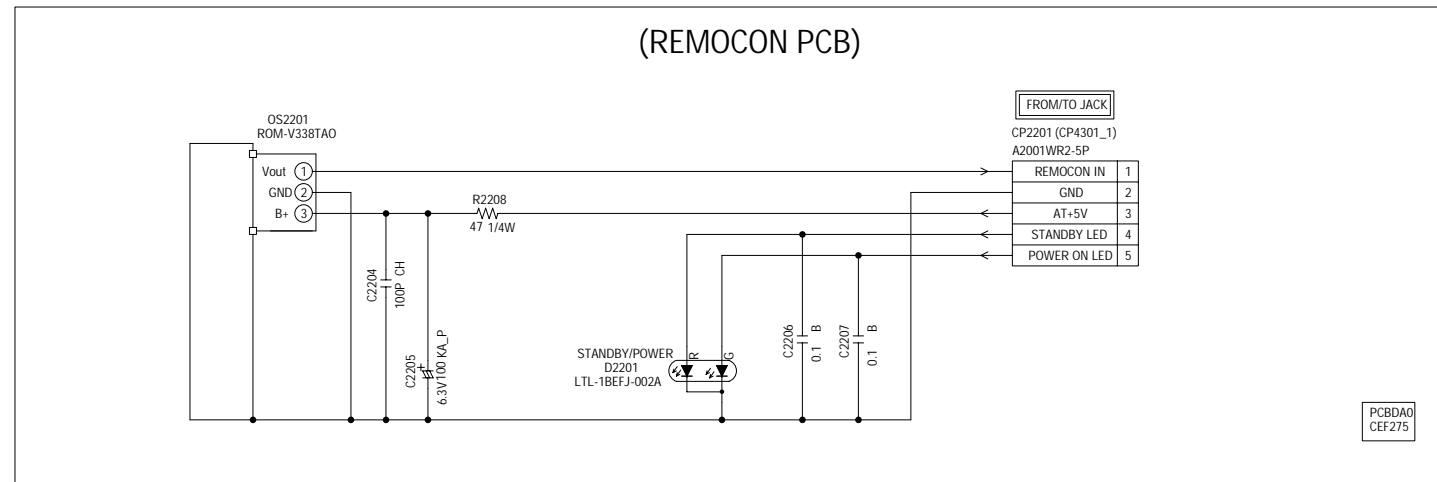 (REMOCON PCB)
FROM/TO JACK
CP2201 (CP4301_1)
A2001WR2-5P
REMOCON IN 1
GND 2
AT+5V 3
STANDBY LED 4
POWER ON LED 5
OS2201
ROM-V338TAO
Vout 1
GND 2
B+ 3
R2208
47 1/4W
C2204
100P CH
C2205
+
6.3V100 KA_P
STANDBY/POWER
D2201
LTL-1BEFJ-002A
R
G
C2206
0.1 B
C2207
0.1 B
PCBDA0
CEF275